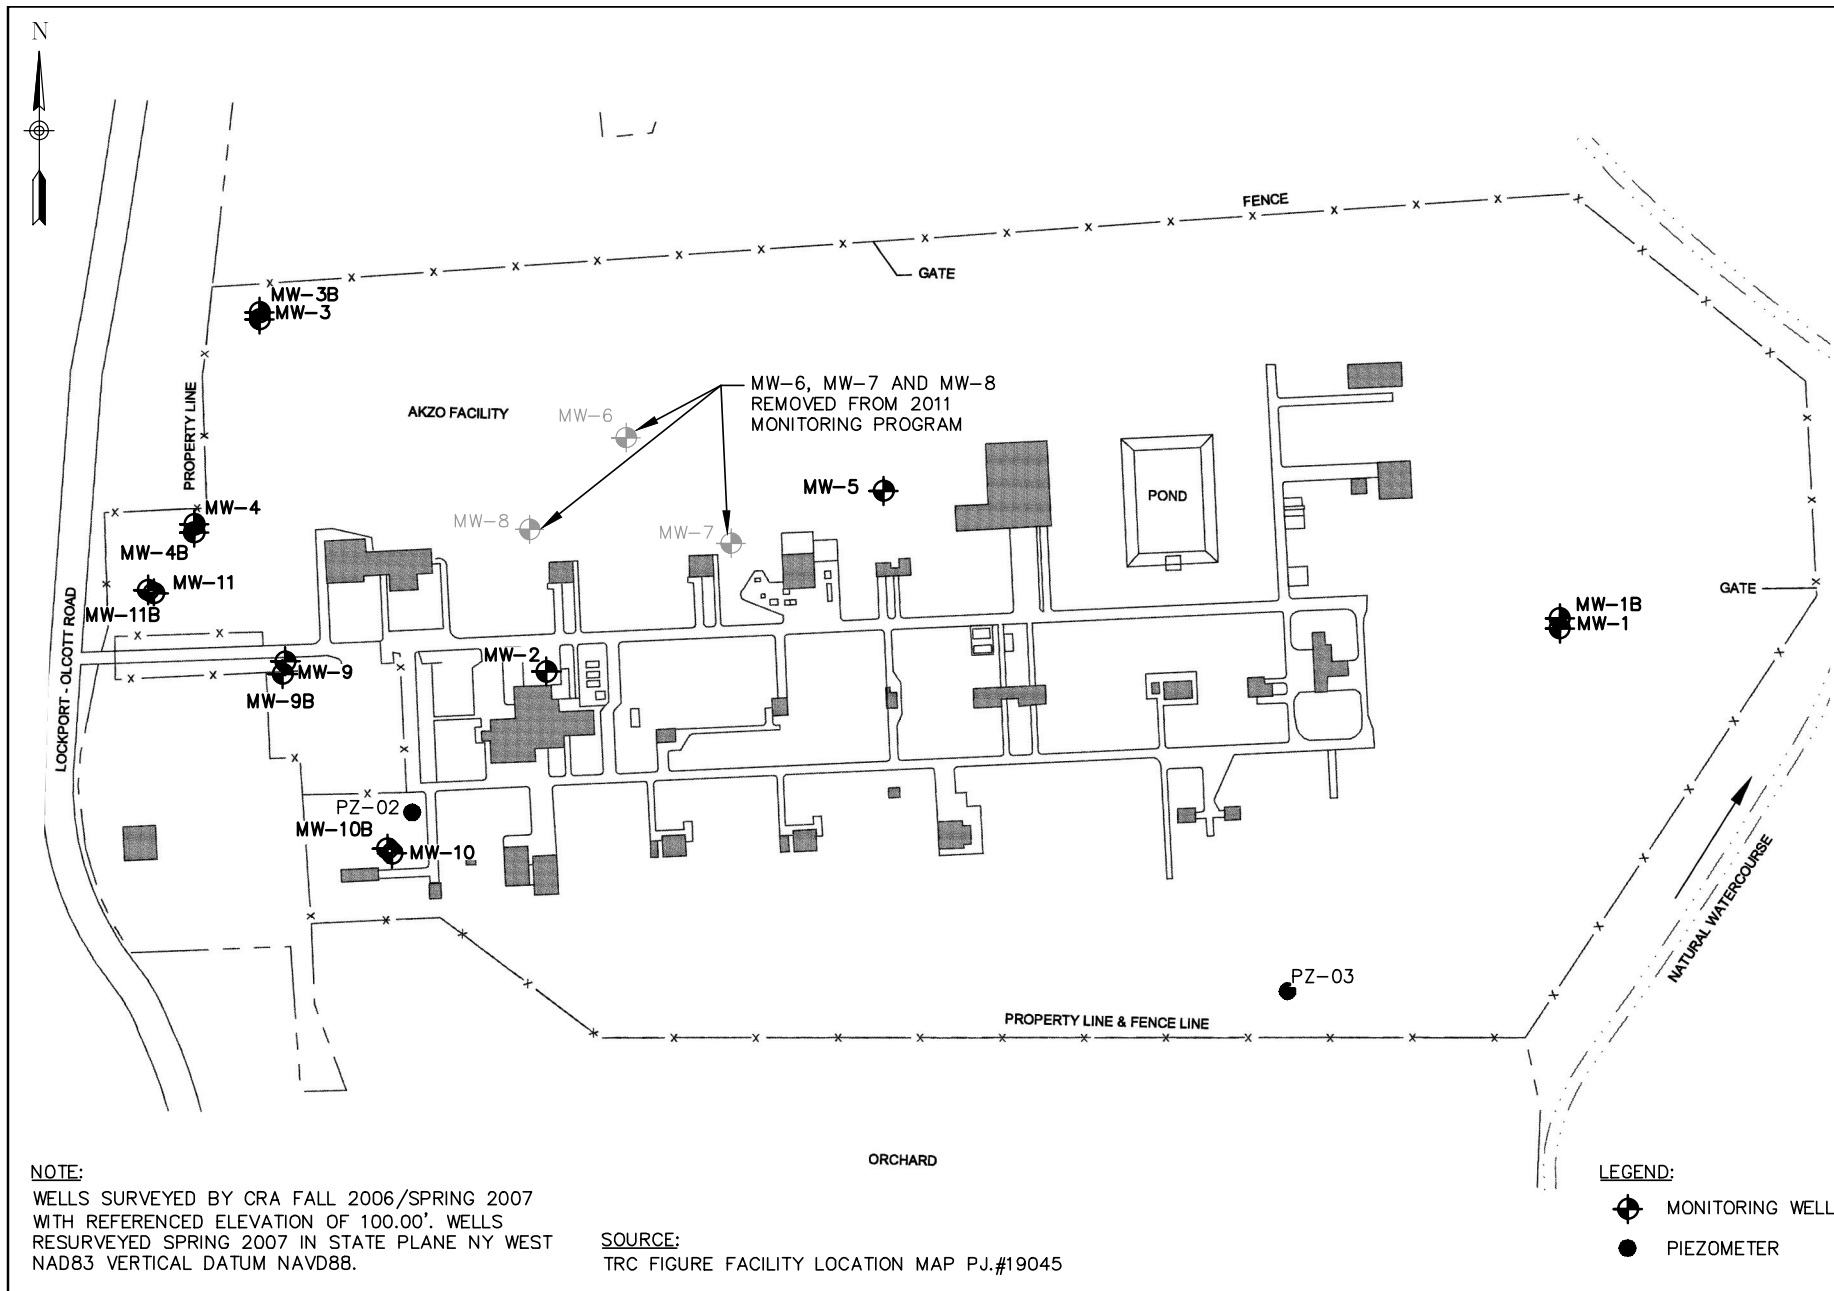 N
FENCE
GATE
MW-3B
MW-3
PROPERTY LINE
AKZO FACILITY
MW-6
MW-6, MW-7 AND MW-8
REMOVED FROM 2011
MONITORING PROGRAM
MW-5
POND
MW-4
MW-8
MW-7
MW-4B
MW-11
MW-11B
GATE
MW-1B
MW-1
LOCKPORT - OLCOTT ROAD
MW-2
MW-9
MW-9B
PZ-02
MW-10B
MW-10
NATURAL WATERCOURSE
PZ-03
PROPERTY LINE & FENCE LINE
ORCHARD
NOTE:
WELLS SURVEYED BY CRA FALL 2006/SPRING 2007
WITH REFERENCED ELEVATION OF 100.00'. WELLS
RESURVEYED SPRING 2007 IN STATE PLANE NY WEST
NAD83 VERTICAL DATUM NAVD88.
SOURCE:
TRC FIGURE FACILITY LOCATION MAP PJ.#19045
LEGEND:
MONITORING WELL
PIEZOMETER